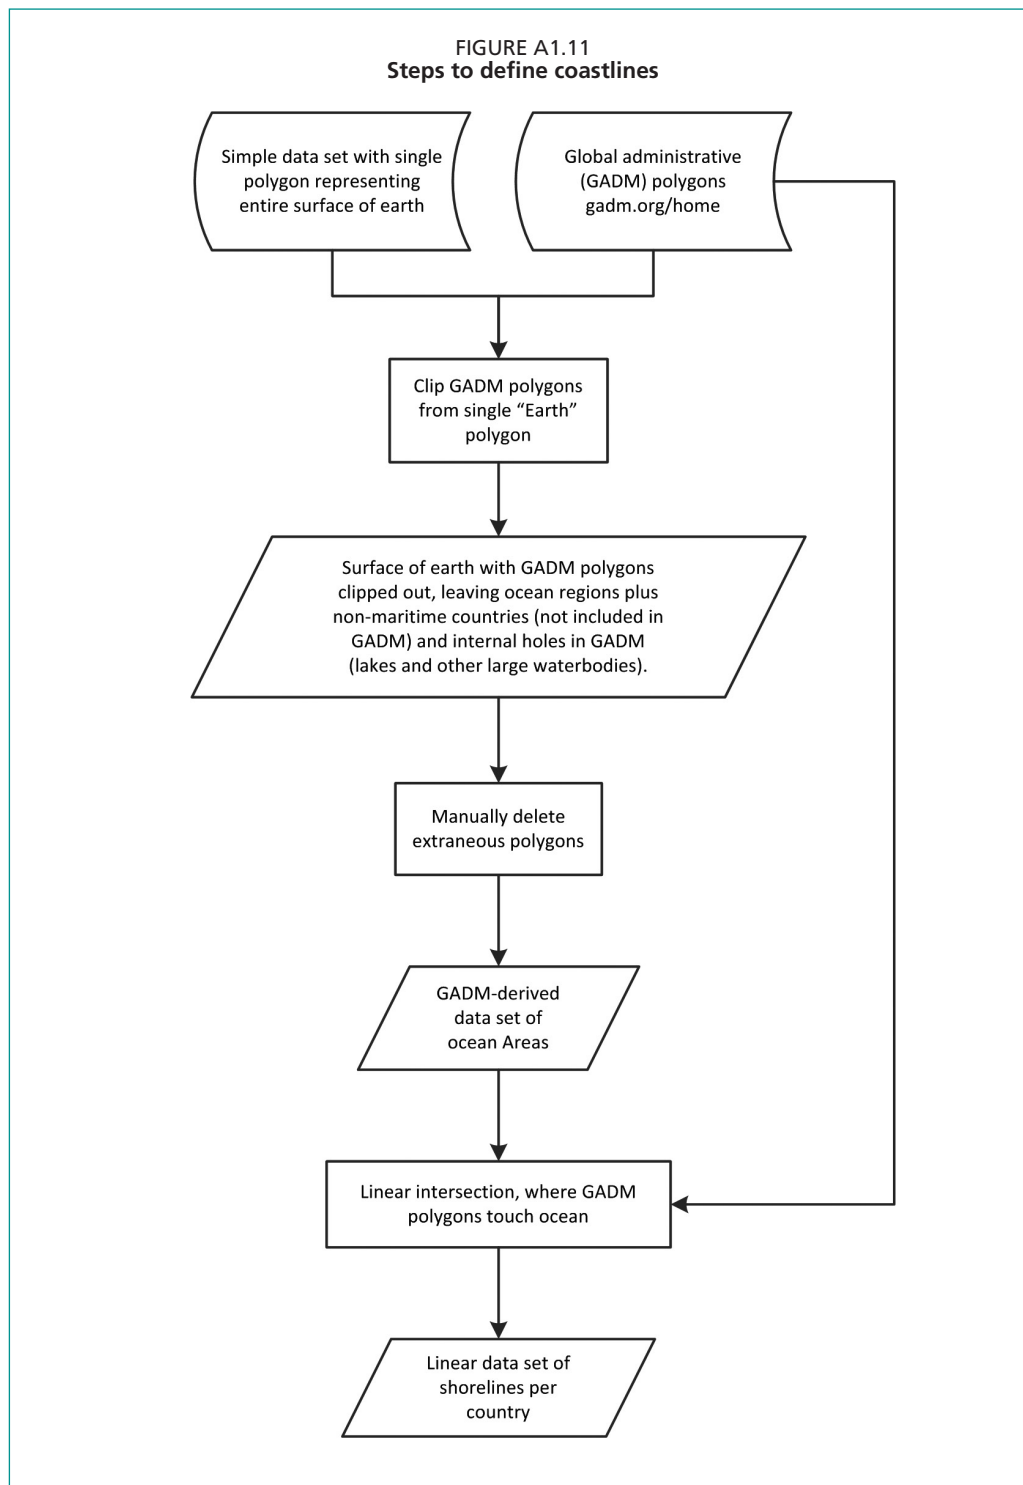 FIGURE A1.11
Steps to define coastlines
Simple data set with single
polygon representing
entire surface of earth
Global administrative
(GADM) polygons
gadm.org/home
Clip GADM polygons
from single “Earth”
polygon
Surface of earth with GADM polygons
clipped out, leaving ocean regions plus
non-maritime countries (not included in
GADM) and internal holes in GADM
(lakes and other large waterbodies).
Manually delete
extraneous polygons
GADM-derived
data set of
ocean Areas
Linear intersection, where GADM
polygons touch ocean
Linear data set of
shorelines per
country